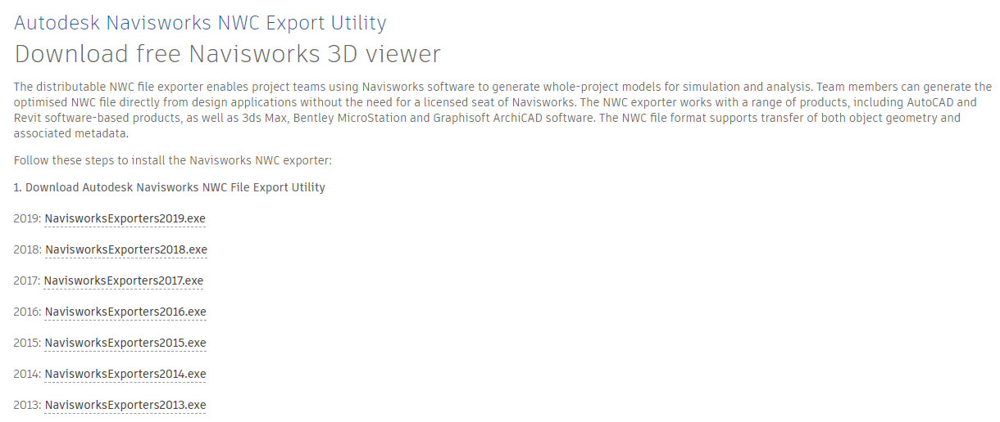 Autodesk Navisworks NWC Export Utility
Download free Navisworks 3D viewer
The distributable NWC file exporter enables project teams using Navisworks software to generate whole-project models for simulation and analysis. Team members can generate the
optimised NWC file directly from design applications without the need for a licensed seat of Navisworks. The NWC exporter works with a range of products, including AutoCAD and
Revit software-based products, as well as 3ds Max, Bentley MicroStation and Graphisoft ArchiCAD software. The NWC file format supports transfer of both object geometry and
associated metadata.
Follow these steps to install the Navisworks NWC exporter:
1. Download Autodesk Navisworks NWC File Export Utility
2019: NavisworksExporters2019.exe
2018: NavisworksExporters2018.exe
2017: NavisworksExporters2017.exe
2016: NavisworksExporters2016.exe
2015: NavisworksExporters2015.exe
2014: NavisworksExporters2014.exe
2013: NavisworksExporters2013.exe